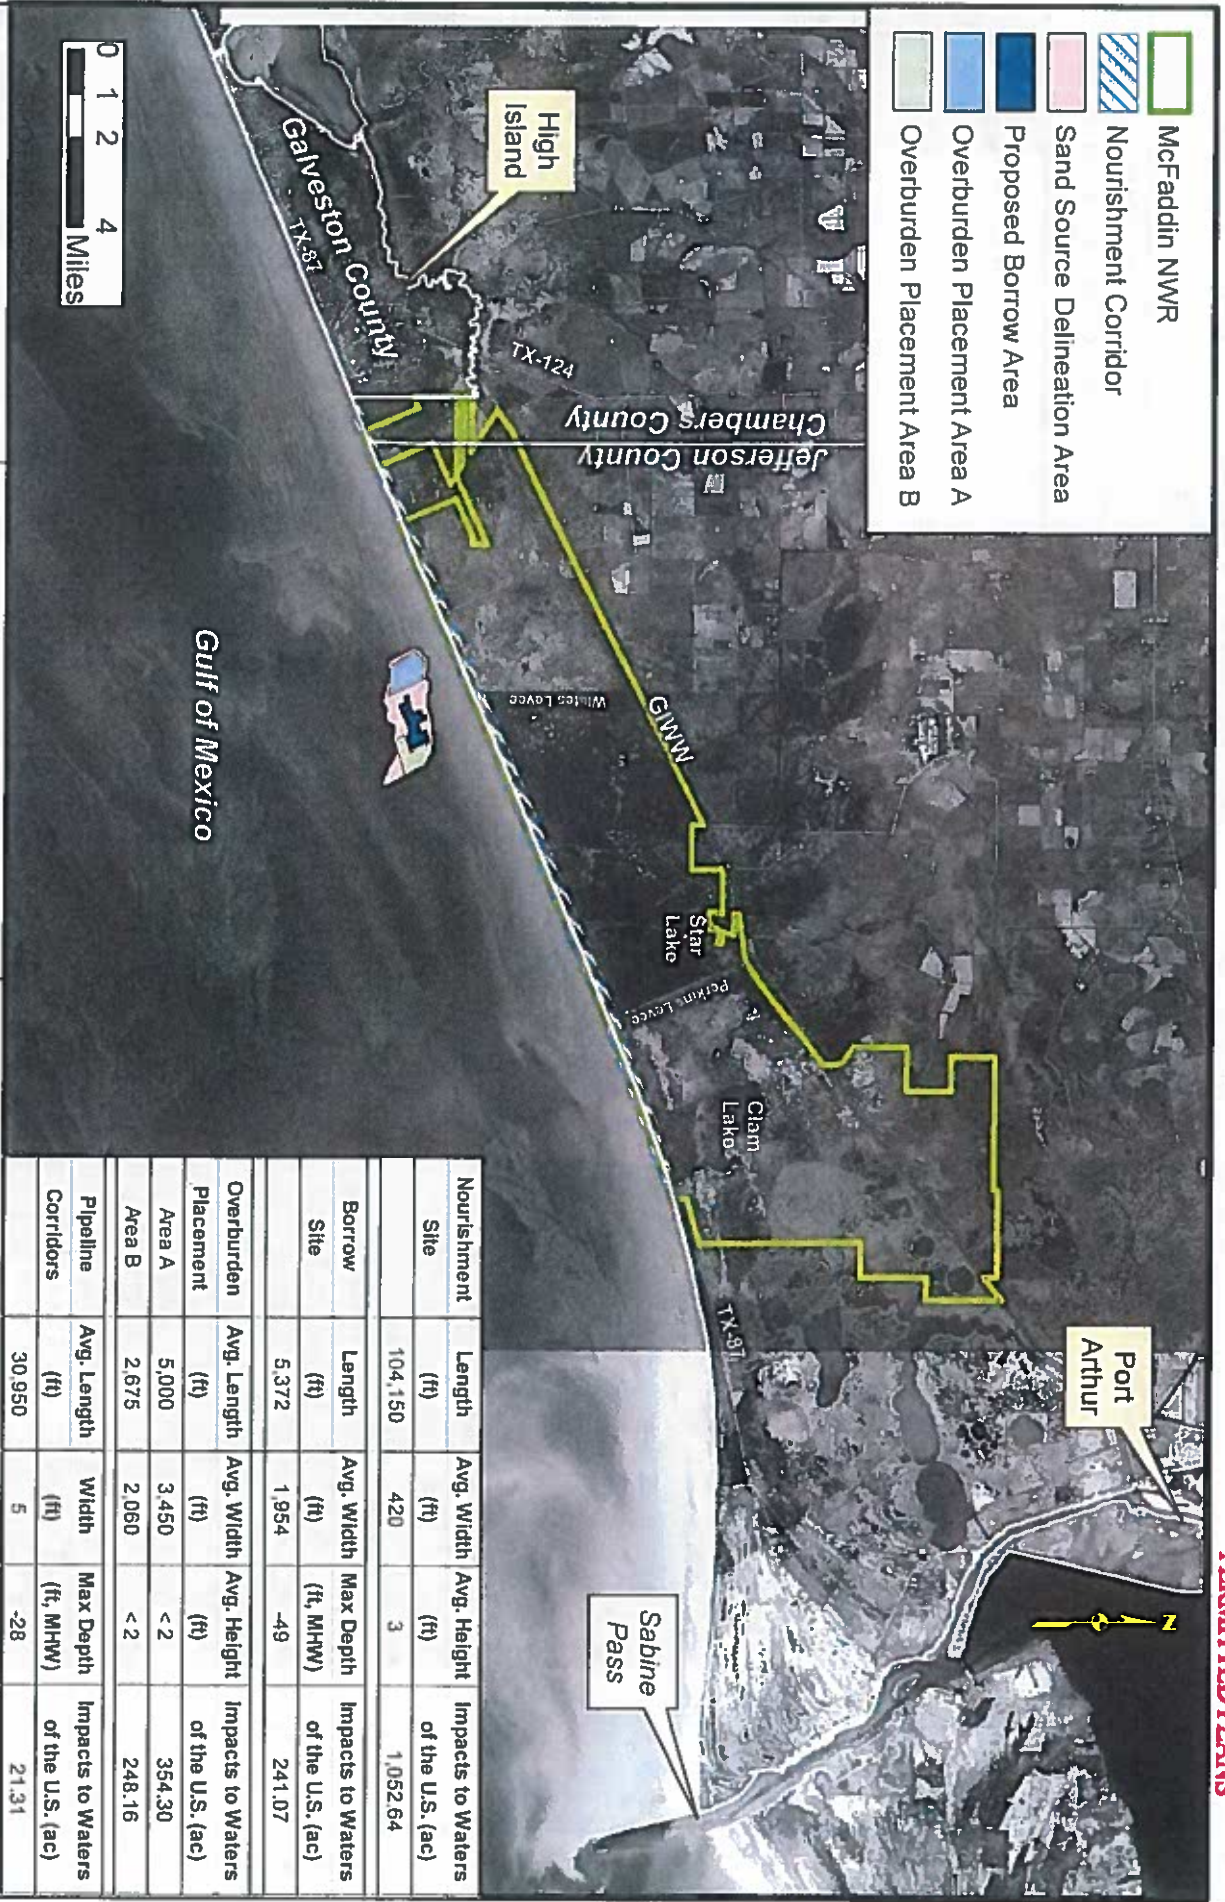 PERMITTED PLANS
McFaddin NWR
Nourishment Corridor
Sand Source Delineation Area
Proposed Borrow Area
Overburden Placement Area A
Overburden Placement Area B
N
Port
Arthur
High
Island
TX-124
Chambers County
Jefferson County
GIWW
Galveston County
TX-87
Whites Levee
Star
Lake
Perkins Levee
Clam
Lake
TX-87
Sabine
Pass
Gulf of Mexico
0 1 2 4
Miles
Nourishment Length Avg. Width Avg. Height Impacts to Waters
Site (ft) (ft) (ft) of the U.S. (ac)
104,150 420 3 1,052.64
Borrow Length Avg. Width Max Depth Impacts to Waters
Site (ft) (ft) (ft, MHW) of the U.S. (ac)
5,372 1,954 -49 241.07
Overburden Avg. Length Avg. Width Avg. Height Impacts to Waters
Placement (ft) (ft) (ft) of the U.S. (ac)
Area A 5,000 3,450 < 2 354.30
Area B 2,675 2,060 < 2 248.16
Pipeline Avg. Length Width Max Depth Impacts to Waters
Corridors (ft) (ft) (ft, MHW) of the U.S. (ac)
30,950 5 -28 21.31